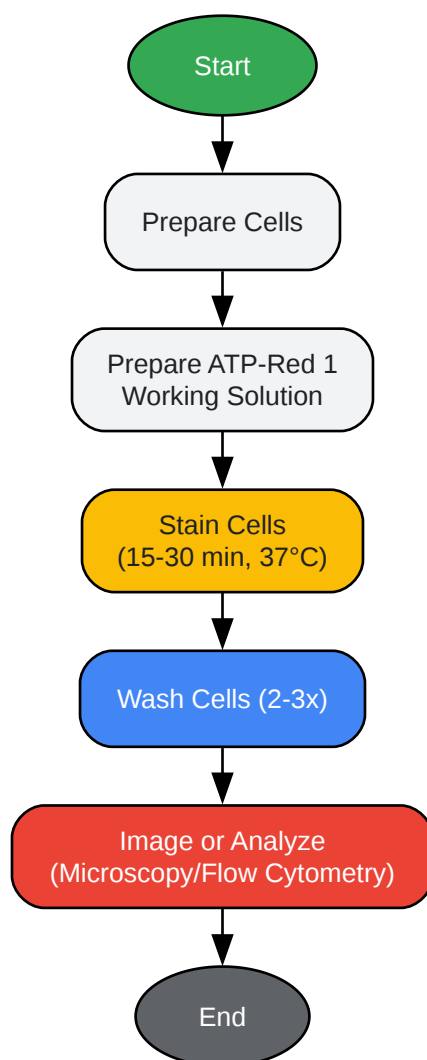 Start
Prepare Cells
Prepare ATP-Red 1
Working Solution
Stain Cells
(15-30 min, 37°C)
Wash Cells (2-3x)
Image or Analyze
(Microscopy/Flow Cytometry)
End